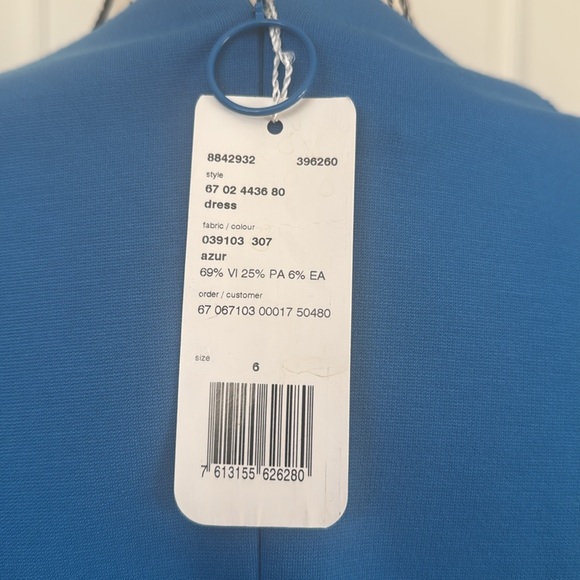 8842932 396260
style
67 02 4436 80
dress
fabric / colour
039103 307
azur
69% VI 25% PA 6% EA
order / customer
67 067103 00017 50480
size
6
7 613155 626280